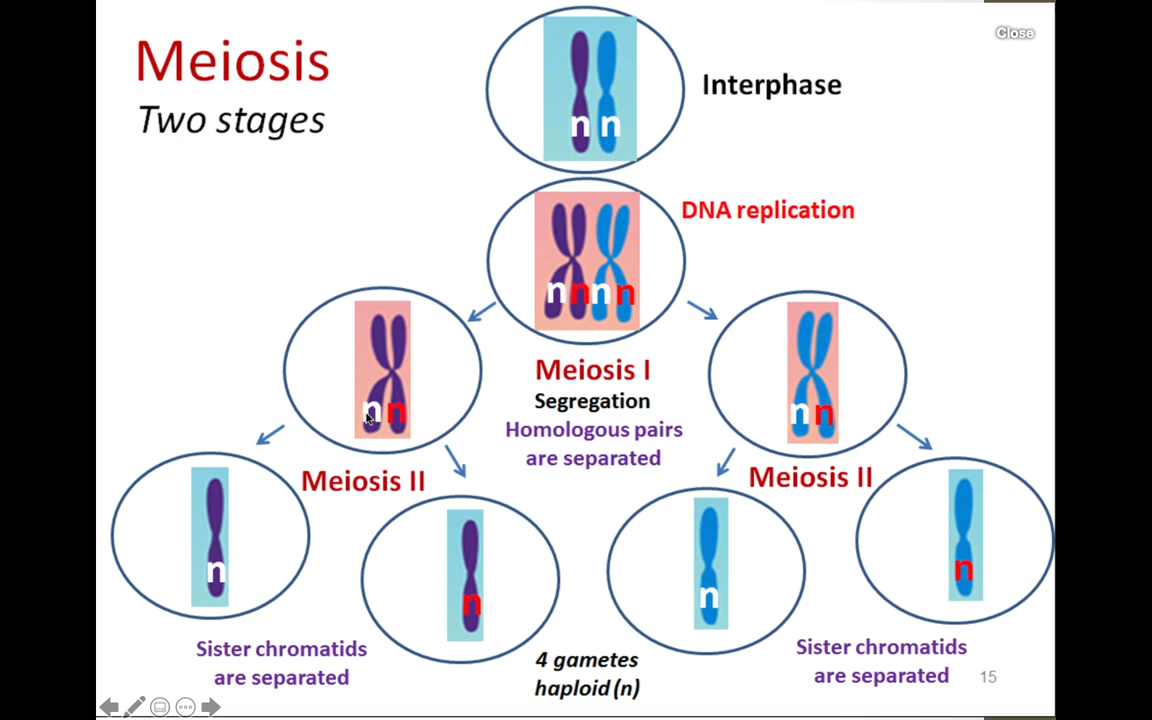 Meiosis
Two stages
Close
Interphase
n n
DNA replication
n n n n
n n
Meiosis I
Segregation
Homologous pairs
are separated
n n
Meiosis II
Meiosis II
n
n
n
n
Sister chromatids
are separated
4 gametes
haploid (n)
Sister chromatids
are separated
15